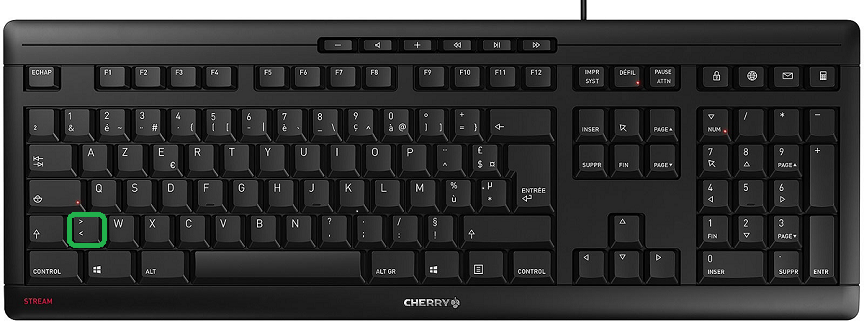 − +
ECHAP F1 F2 F3 F4 F5 F6 F7 F8 F9 F10 F11 F12 IMPR SYST DÉFIL PAUSE ATTN
² 1 & 2 é ~ 3 " # 4 ' { 5 ( [ 6 - | 7 è ` 8 _ \ 9 ç ^ 0 à @ ° ) ] + = } INSER PAGE▲ NUM / * −
A Z E € R T Y U I O P ¨ ^ £ $ ¤ ENTRÉE SUPPR FIN PAGE▼ 7 8 9 PAGE▲ +
Q S D F G H J K L M % ù µ * 4 5 6
> < W X C V B N ? , . ; / : § ! 1 FIN 2 3 PAGE▼
CONTROL ALT ALT GR CONTROL 0 INSER . SUPPR ENTR
STREAM CHERRY